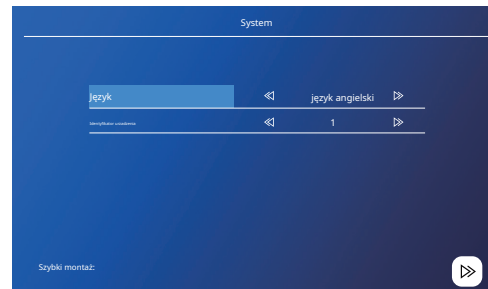 System
Język
język angielski
Identyfikator urządzenia
1
Szybki montaż: